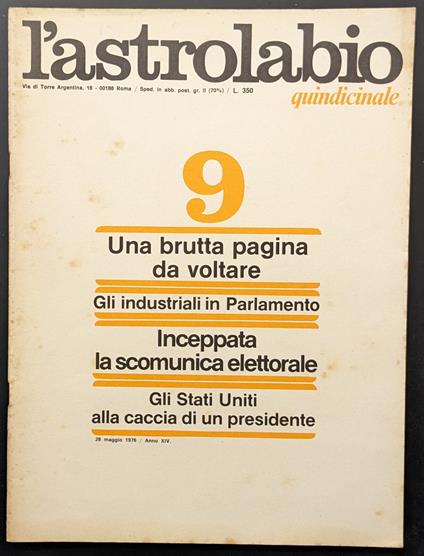 l'astrolabio
Via di Torre Argentina, 18 - 00186 Roma / Sped. in abb. post. gr. II (70%) / L. 350
quindicinale
9
Una brutta pagina
da voltare
Gli industriali in Parlamento
Inceppata
la scomunica elettorale
Gli Stati Uniti
alla caccia di un presidente
28 maggio 1976 / Anno XIV.